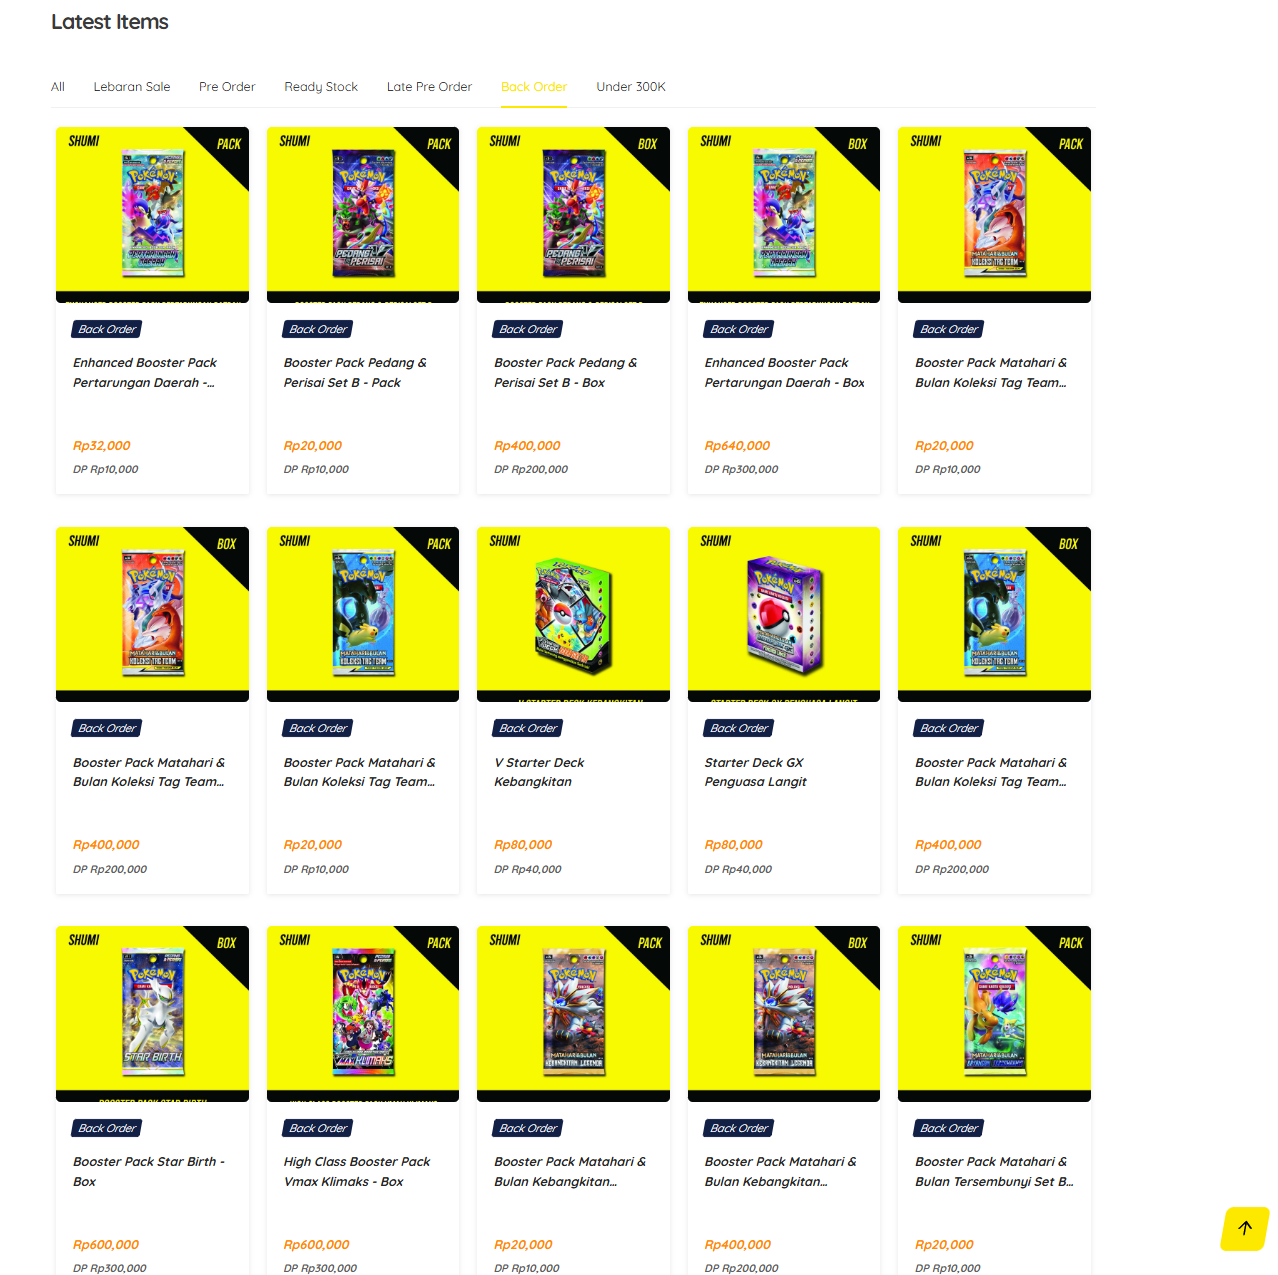 Latest Items
All Lebaran Sale Pre Order Ready Stock Late Pre Order Back Order Under 300K
SHUMI PACK SHUMI PACK SHUMI BOX SHUMI BOX SHUMI PACK
Back Order Back Order Back Order Back Order Back Order
Enhanced Booster Pack Booster Pack Pedang & Booster Pack Pedang & Enhanced Booster Pack Booster Pack Matahari &
Pertarungan Daerah -... Perisai Set B - Pack Perisai Set B - Box Pertarungan Daerah - Box Bulan Koleksi Tag Team...
Rp32,000 Rp20,000 Rp400,000 Rp640,000 Rp20,000
DP Rp10,000 DP Rp10,000 DP Rp200,000 DP Rp300,000 DP Rp10,000
SHUMI BOX SHUMI PACK SHUMI SHUMI SHUMI BOX
Back Order Back Order Back Order Back Order Back Order
Booster Pack Matahari & Booster Pack Matahari & V Starter Deck Starter Deck GX Booster Pack Matahari &
Bulan Koleksi Tag Team... Bulan Koleksi Tag Team... Kebangkitan Penguasa Langit Bulan Koleksi Tag Team...
Rp400,000 Rp20,000 Rp80,000 Rp80,000 Rp400,000
DP Rp200,000 DP Rp10,000 DP Rp40,000 DP Rp40,000 DP Rp200,000
SHUMI BOX SHUMI PACK SHUMI PACK SHUMI BOX SHUMI PACK
Back Order Back Order Back Order Back Order Back Order
Booster Pack Star Birth - High Class Booster Pack Booster Pack Matahari & Booster Pack Matahari & Booster Pack Matahari &
Box Vmax Klimaks - Box Bulan Kebangkitan... Bulan Kebangkitan... Bulan Tersembunyi Set B...
Rp600,000 Rp600,000 Rp20,000 Rp400,000 Rp20,000
DP Rp300,000 DP Rp300,000 DP Rp10,000 DP Rp200,000 DP Rp10,000